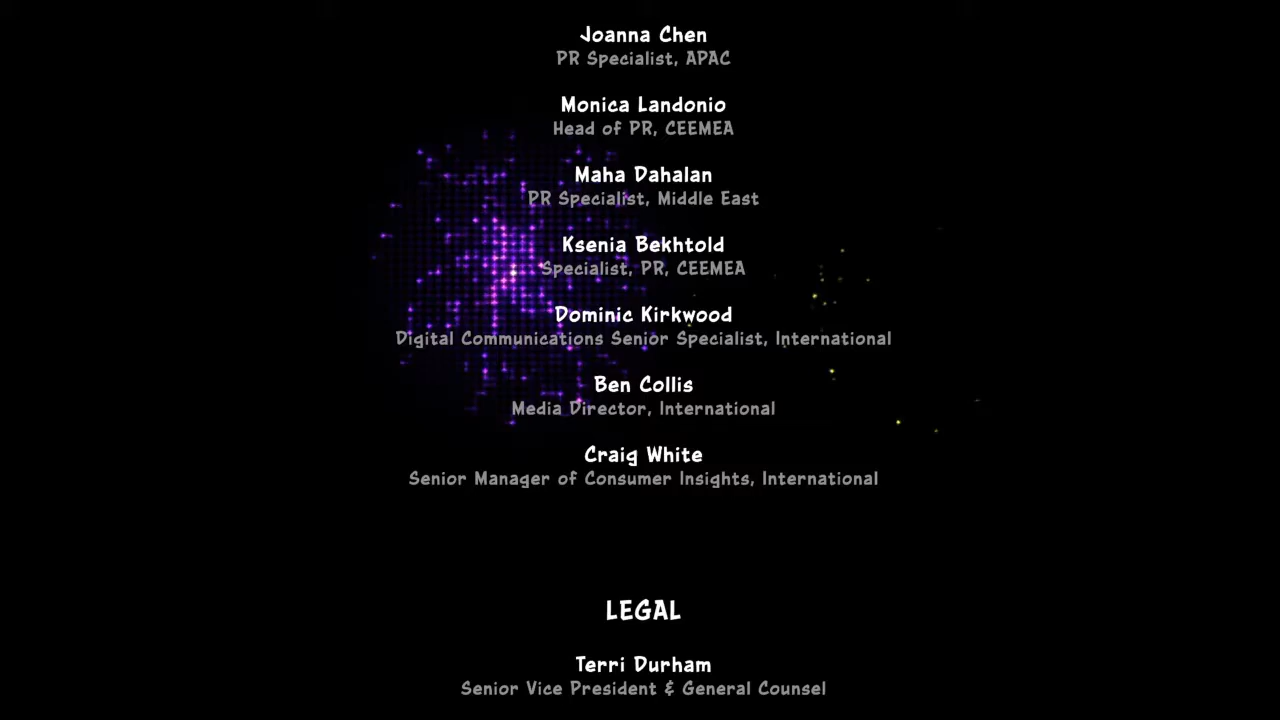 Joanna Chen
PR Specialist, APAC
Monica Landonio
Head of PR, CEEMEA
Maha Dahalan
PR Specialist, Middle East
Ksenia Bekhtold
Specialist, PR, CEEMEA
Dominic Kirkwood
Digital Communications Senior Specialist, International
Ben Collis
Media Director, International
Craig White
Senior Manager of Consumer Insights, International
LEGAL
Terri Durham
Senior Vice President & General Counsel